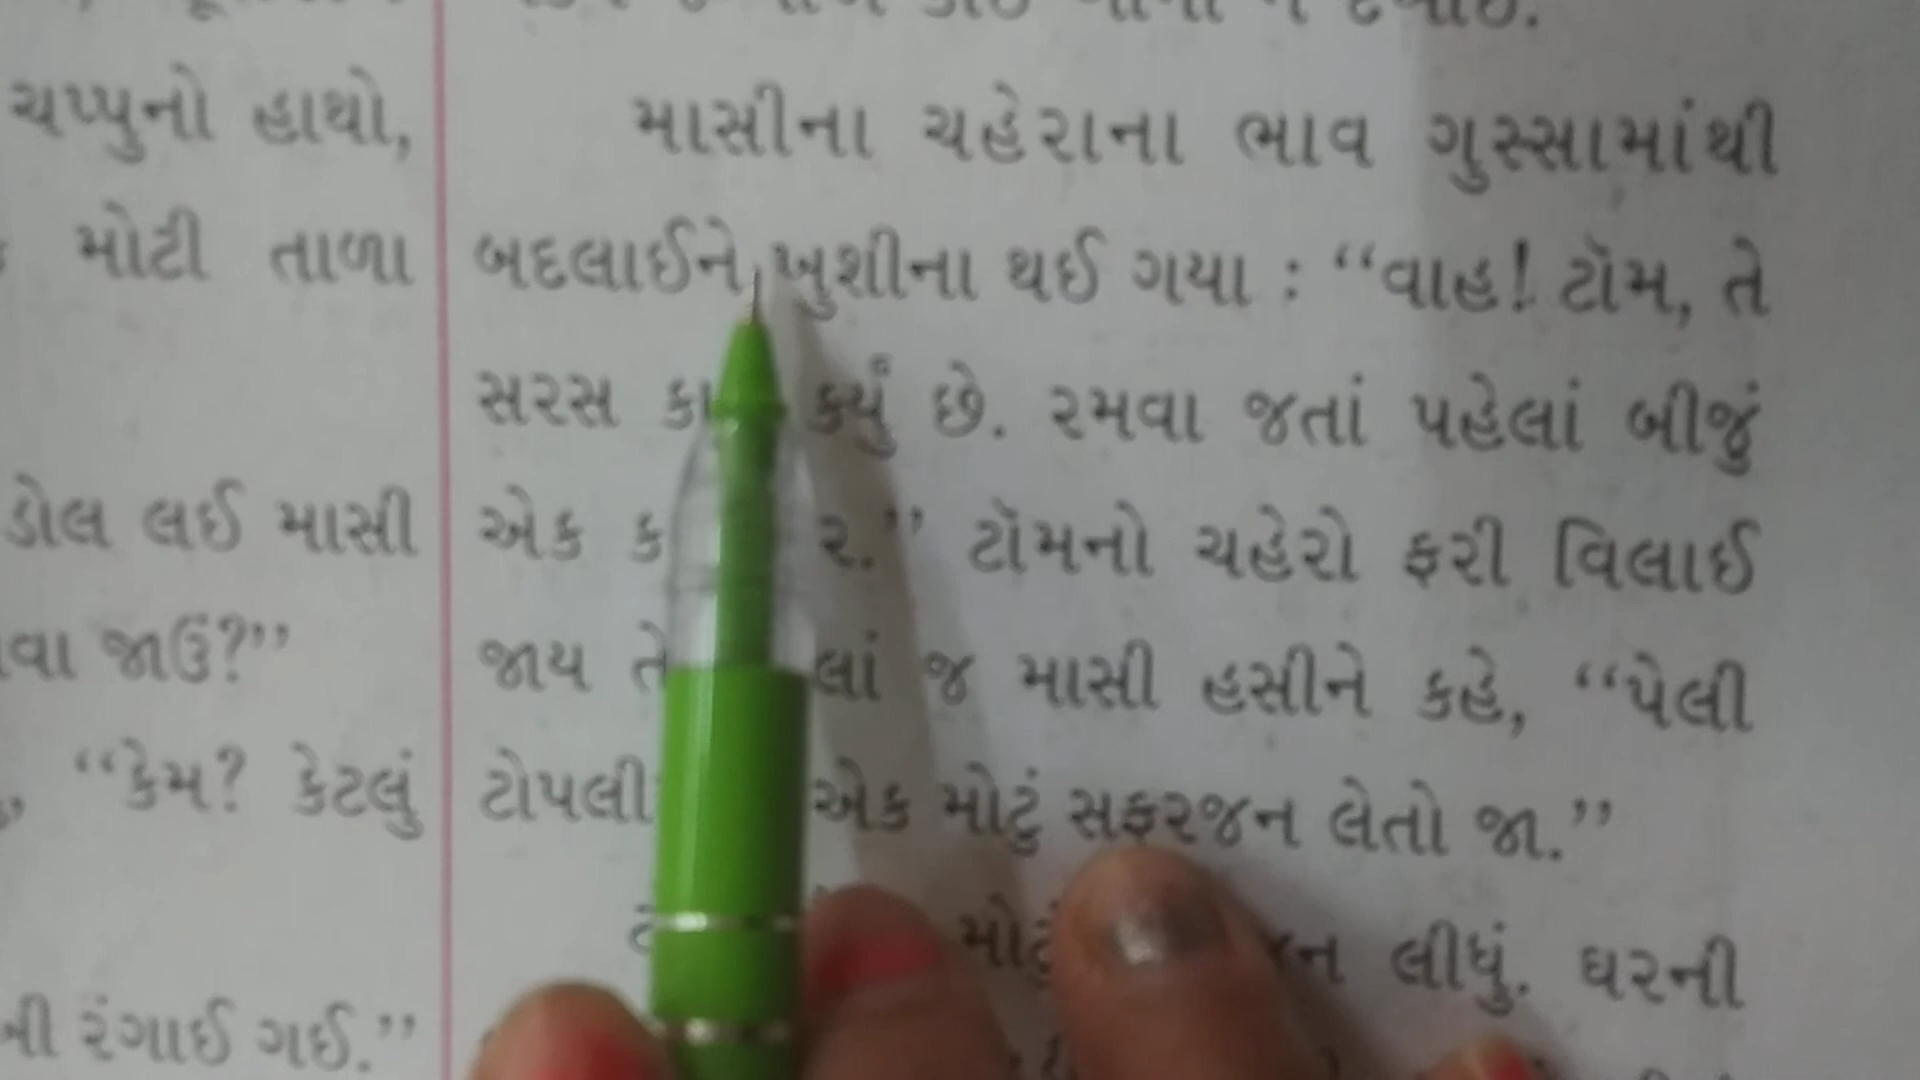 ચપ્પુનો હાથો,
મોટી તાળા
ડોલ લઈ માસી
જાઉં?”
“કેમ? કેટલું
રંગાઈ ગઈ.”
માસીના ચહેરાના ભાવ ગુસ્સામાંથી
બદલાઈને ખુશીના થઈ ગયા : “વાહ! ટૉમ, તે
સરસ કર્યું છે. રમવા જતાં પહેલાં બીજું
એક ટૉમનો ચહેરો ફરી વિલાઈ
જાય જ માસી હસીને કહે, “પેલી
એક મોટું સફરજન લેતો જા.”
મોટું લીધું. ઘરની